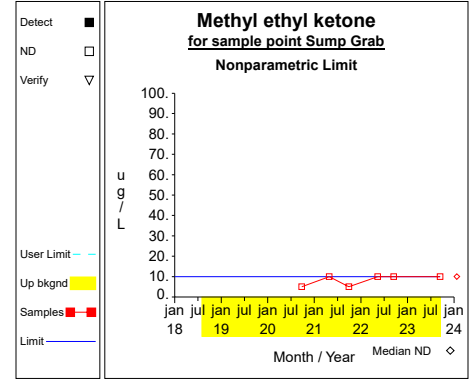 Detect
ND
Verify
User Limit
Up bkgnd
Samples
Limit
Methyl ethyl ketone
for sample point Sump Grab
Nonparametric Limit
ug/L
100.
90.
80.
70.
60.
50.
40.
30.
20.
10.
0.
jan jul jan jul jan jul jan jul jan jul jan jul jan
18 19 20 21 22 23 24
Month / Year
Median ND